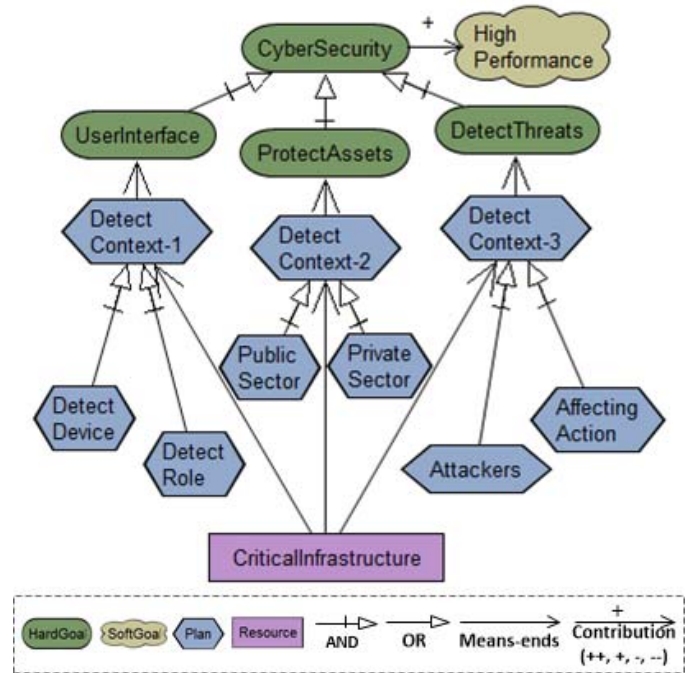 CyberSecurity
+
High
Performance
UserInterface
ProtectAssets
DetectThreats
Detect
Context-1
Detect
Context-2
Detect
Context-3
Public
Sector
Private
Sector
Detect
Device
Detect
Role
Attackers
Affecting
Action
CriticalInfrastructure
HardGoal
SoftGoal
Plan
Resource
AND
OR
Means-ends
+
Contribution
(++, +, -, --)